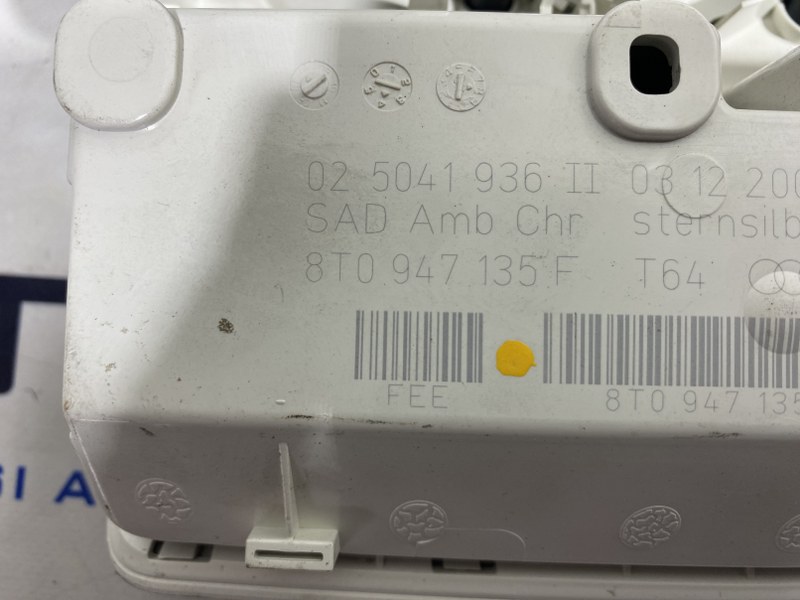 02 5041 936 II 03 12 200
SAD Amb Chr sternsilb
8T0 947 135 F T64
FEE 8T0 947 135
GI A